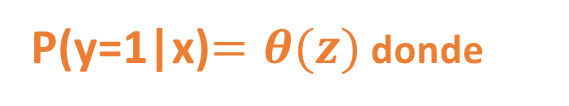 P(y=1|x)= θ(z) donde